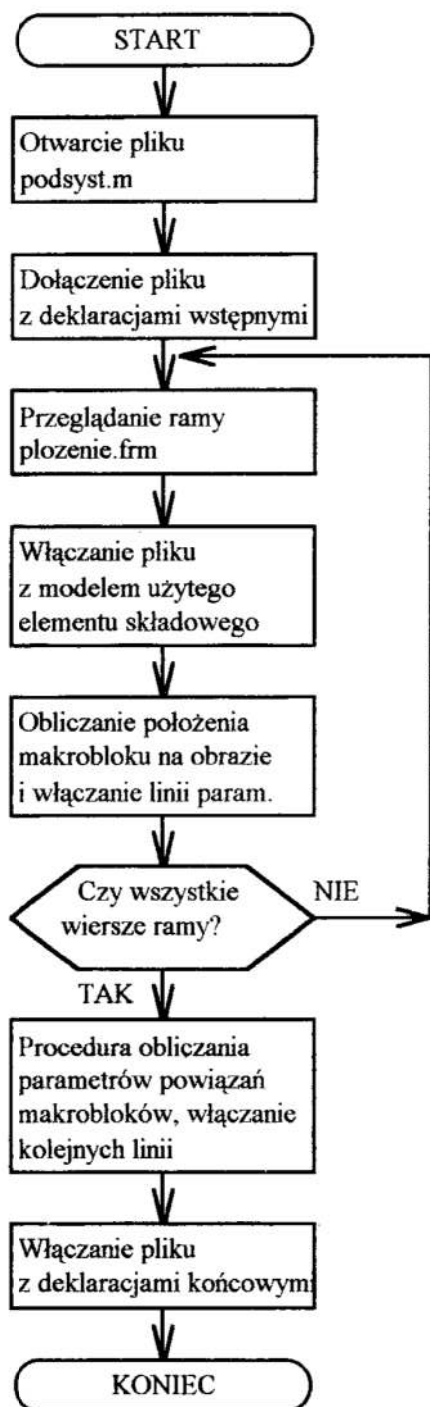 START
Otwarcie pliku
podsyst.m
Dołączenie pliku
z deklaracjami wstępnymi
Przeglądanie ramy
plozenie.frm
Włączanie pliku
z modelem użytego
elementu składowego
Obliczanie położenia
makrobloku na obrazie
i włączanie linii param.
Czy wszystkie
wiersze ramy?
NIE
TAK
Procedura obliczania
parametrów powiązań
makrobloków, włączanie
kolejnych linii
Włączanie pliku
z deklaracjami końcowymi
KONIEC